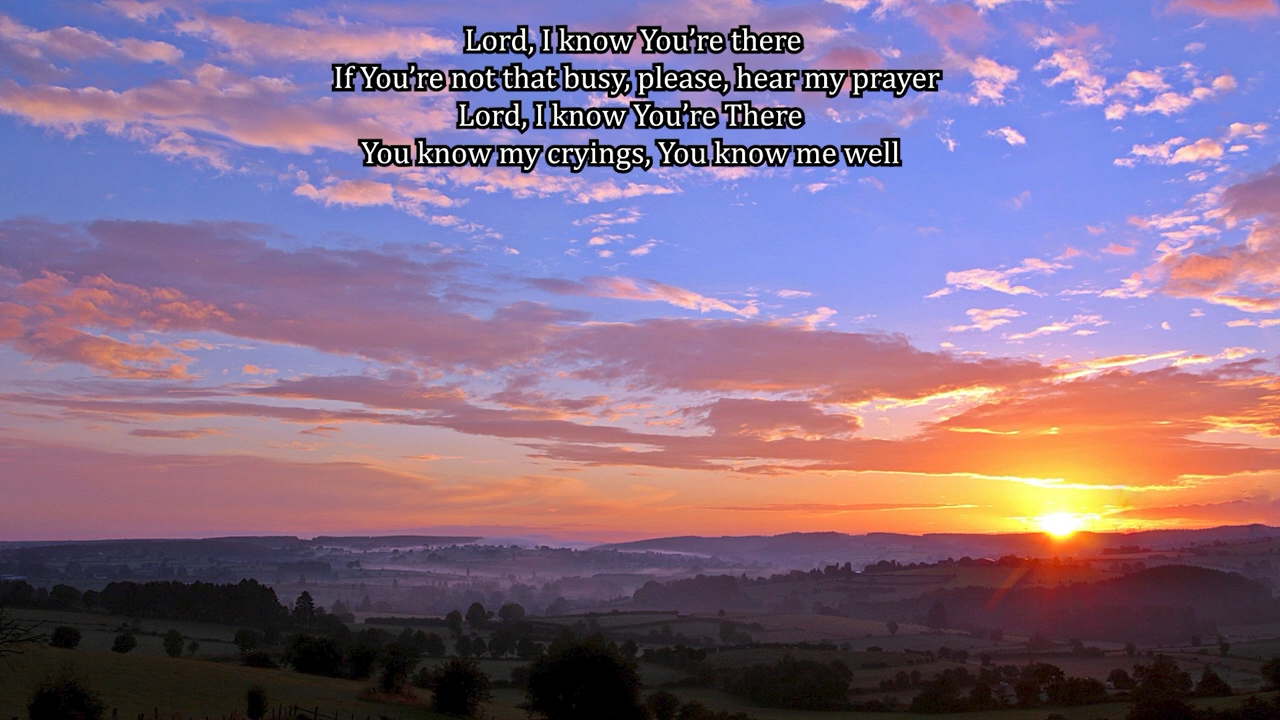 Lord, I know You’re there
If You’re not that busy, please, hear my prayer
Lord, I know You’re There
You know my cryings, You know me well